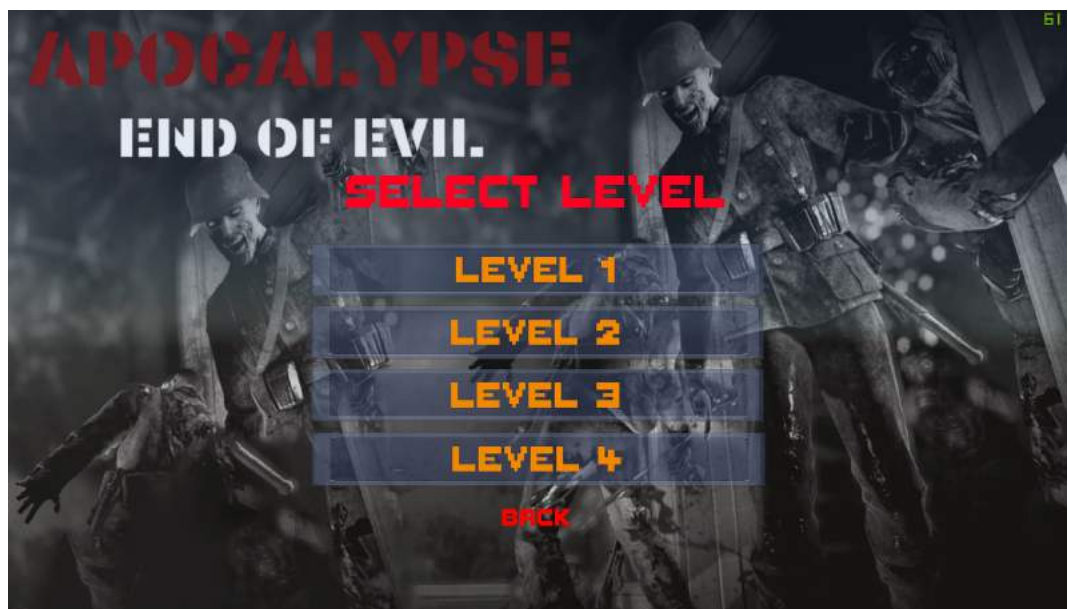 APOCALYPSE
61
END OF EVIL
SELECT LEVEL
LEVEL 1
LEVEL 2
LEVEL 3
LEVEL 4
BACK